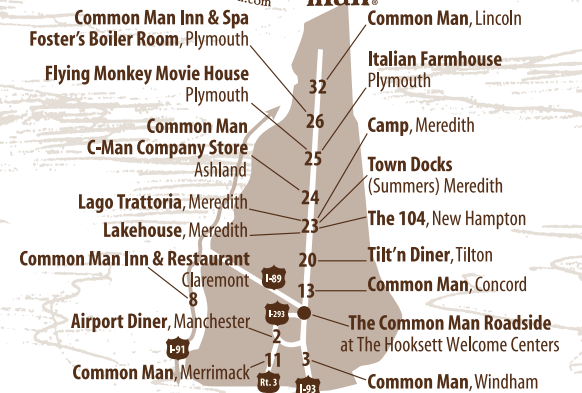 .com
man®
Common Man Inn & Spa
Foster's Boiler Room, Plymouth
Flying Monkey Movie House
Plymouth
Common Man
C-Man Company Store
Ashland
Lago Trattoria, Meredith
Lakehouse, Meredith
Common Man Inn & Restaurant
Claremont
8
Airport Diner, Manchester
Common Man, Merrimack
Common Man, Lincoln
Italian Farmhouse
Plymouth
Camp, Meredith
Town Docks
(Summers) Meredith
The 104, New Hampton
Tilt'n Diner, Tilton
Common Man, Concord
The Common Man Roadside
at The Hooksett Welcome Centers
Common Man, Windham
32
26
25
24
23
20
I-89
13
I-293
2
I-91
11
3
Rt. 3
I-93